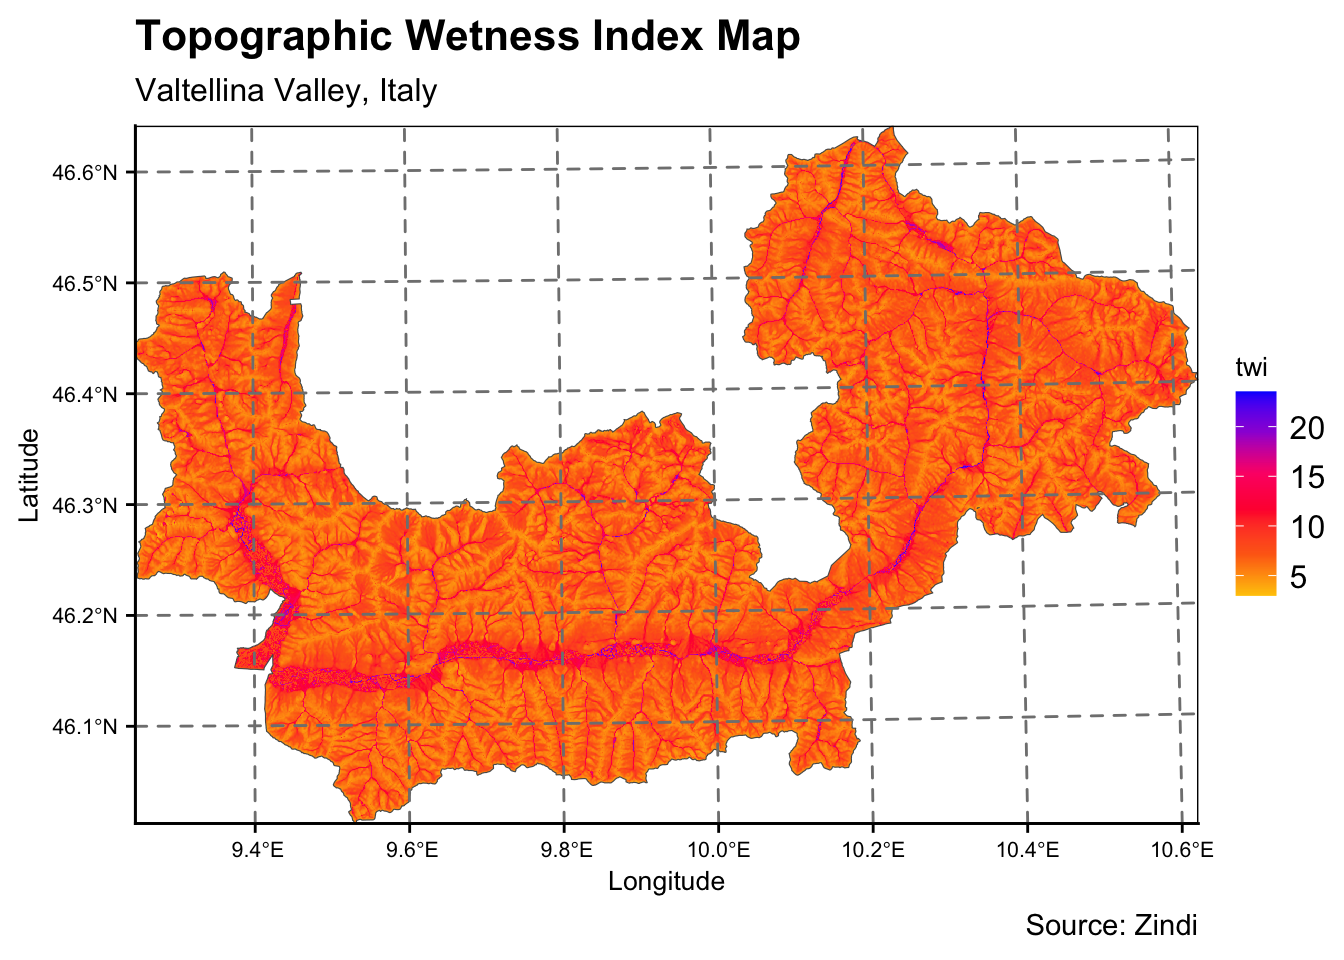 Topographic Wetness Index Map
Valtellina Valley, Italy
46.6°N
46.5°N
46.4°N
46.3°N
46.2°N
46.1°N
Latitude
9.4°E 9.6°E 9.8°E 10.0°E 10.2°E 10.4°E 10.6°E
Longitude
twi
20
15
10
5
Source: Zindi